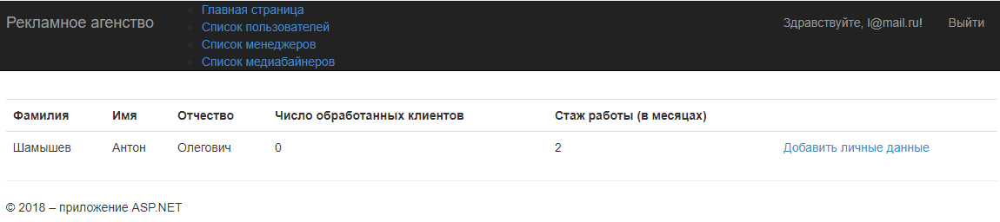 Рекламное агенство
Главная страница
Список пользователей
Список менеджеров
Список медиабайнеров
Здравствуйте, l@mail.ru! Выйти
Фамилия Имя Отчество Число обработанных клиентов Стаж работы (в месяцах)
Шамышев Антон Олегович 0 2 Добавить личные данные
© 2018 – приложение ASP.NET